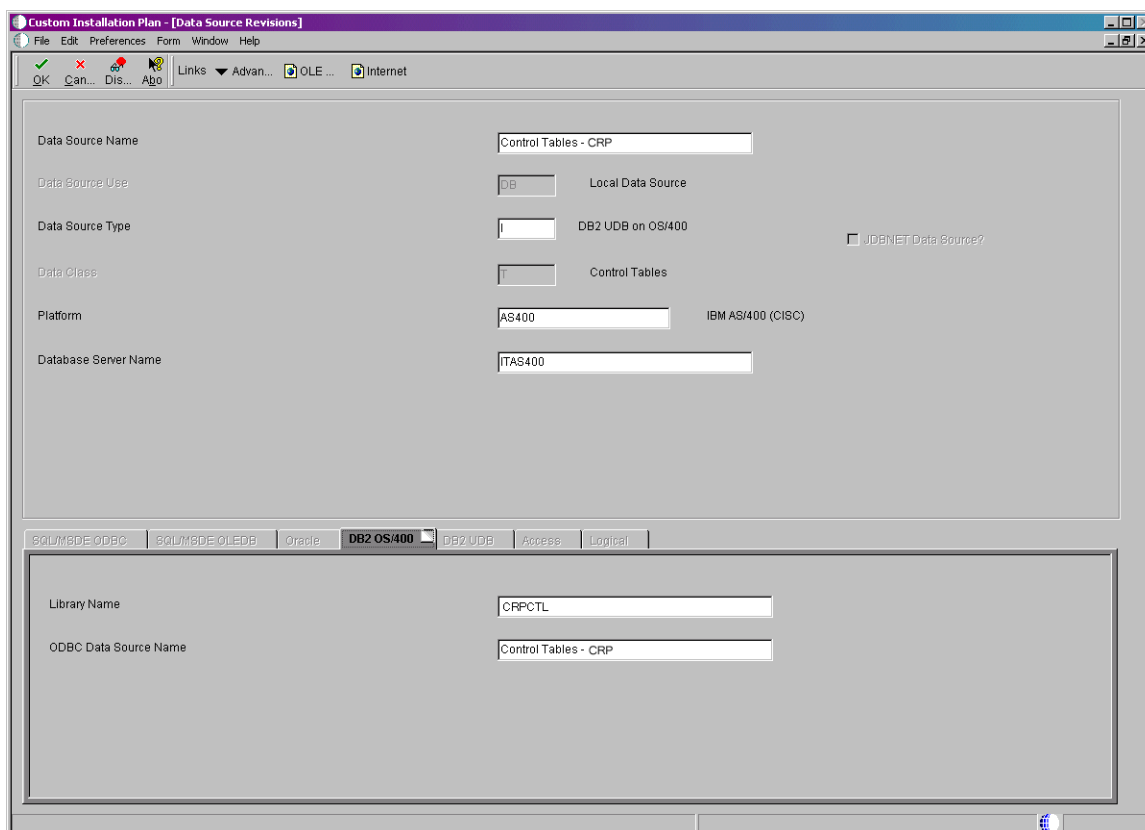 Custom Installation Plan - [Data Source Revisions]
File Edit Preferences Form Window Help
OK Can... Dis... Abo Links Advan... OLE ... Internet
Data Source Name Control Tables - CRP
Data Source Use DB Local Data Source
Data Source Type I DB2 UDB on OS/400
JDBNET Data Source?
Data Class T Control Tables
Platform AS400 IBM AS/400 (CISC)
Database Server Name ITAS400
SQL/MSDE ODBC SQL/MSDE OLEDB Oracle DB2 OS/400 DB2 UDB Access Logical
Library Name CRPCTL
ODBC Data Source Name Control Tables - CRP